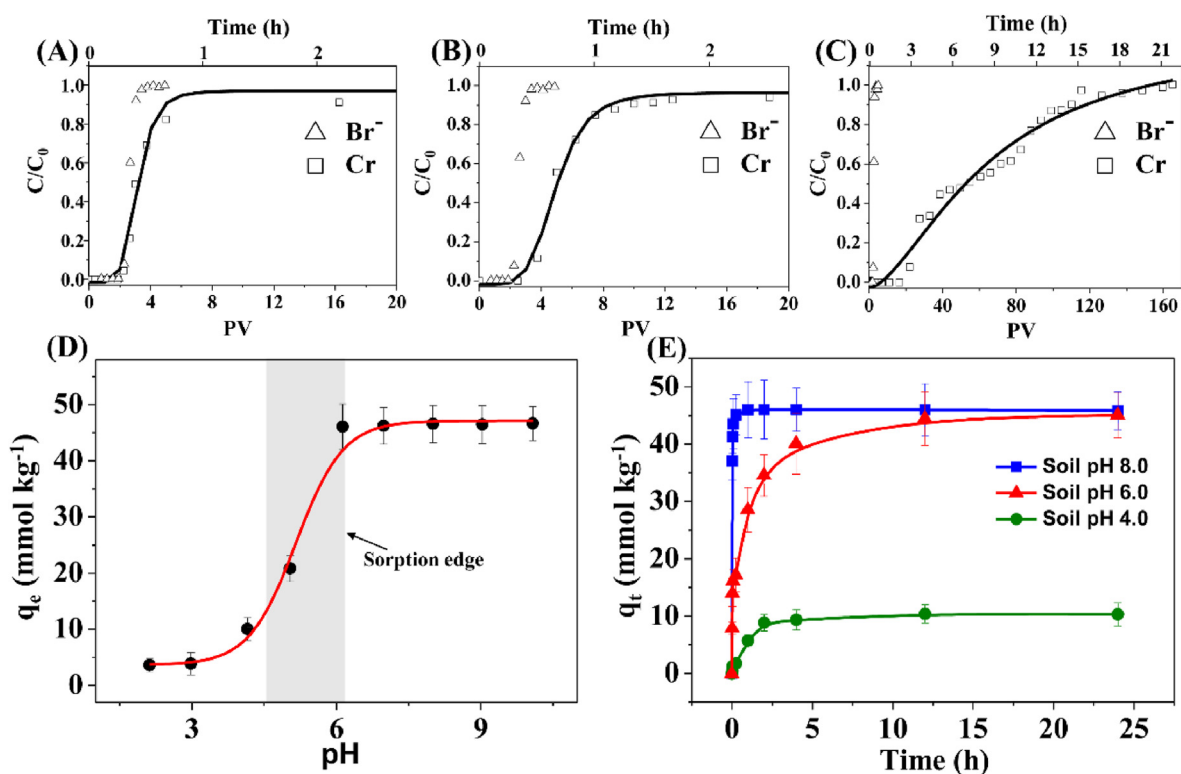 Time (h)
(A) 0 1 2
C/C₀
1.0
0.8
0.6
0.4
0.2
0.0
△ Br⁻
□ Cr
0 4 8 12 16 20
PV
Time (h)
(B) 0 1 2
C/C₀
1.0
0.8
0.6
0.4
0.2
0.0
△ Br⁻
□ Cr
0 4 8 12 16 20
PV
Time (h)
(C) 0 3 6 9 12 15 18 21
C/C₀
1.0
0.8
0.6
0.4
0.2
0.0
△ Br⁻
□ Cr
0 40 80 120 160
PV
(D)
qₑ (mmol kg⁻¹)
50
40
30
20
10
0
Sorption edge
3 6 9
pH
(E)
qₜ (mmol kg⁻¹)
50
40
30
20
10
0
Soil pH 8.0
Soil pH 6.0
Soil pH 4.0
0 5 10 15 20 25
Time (h)